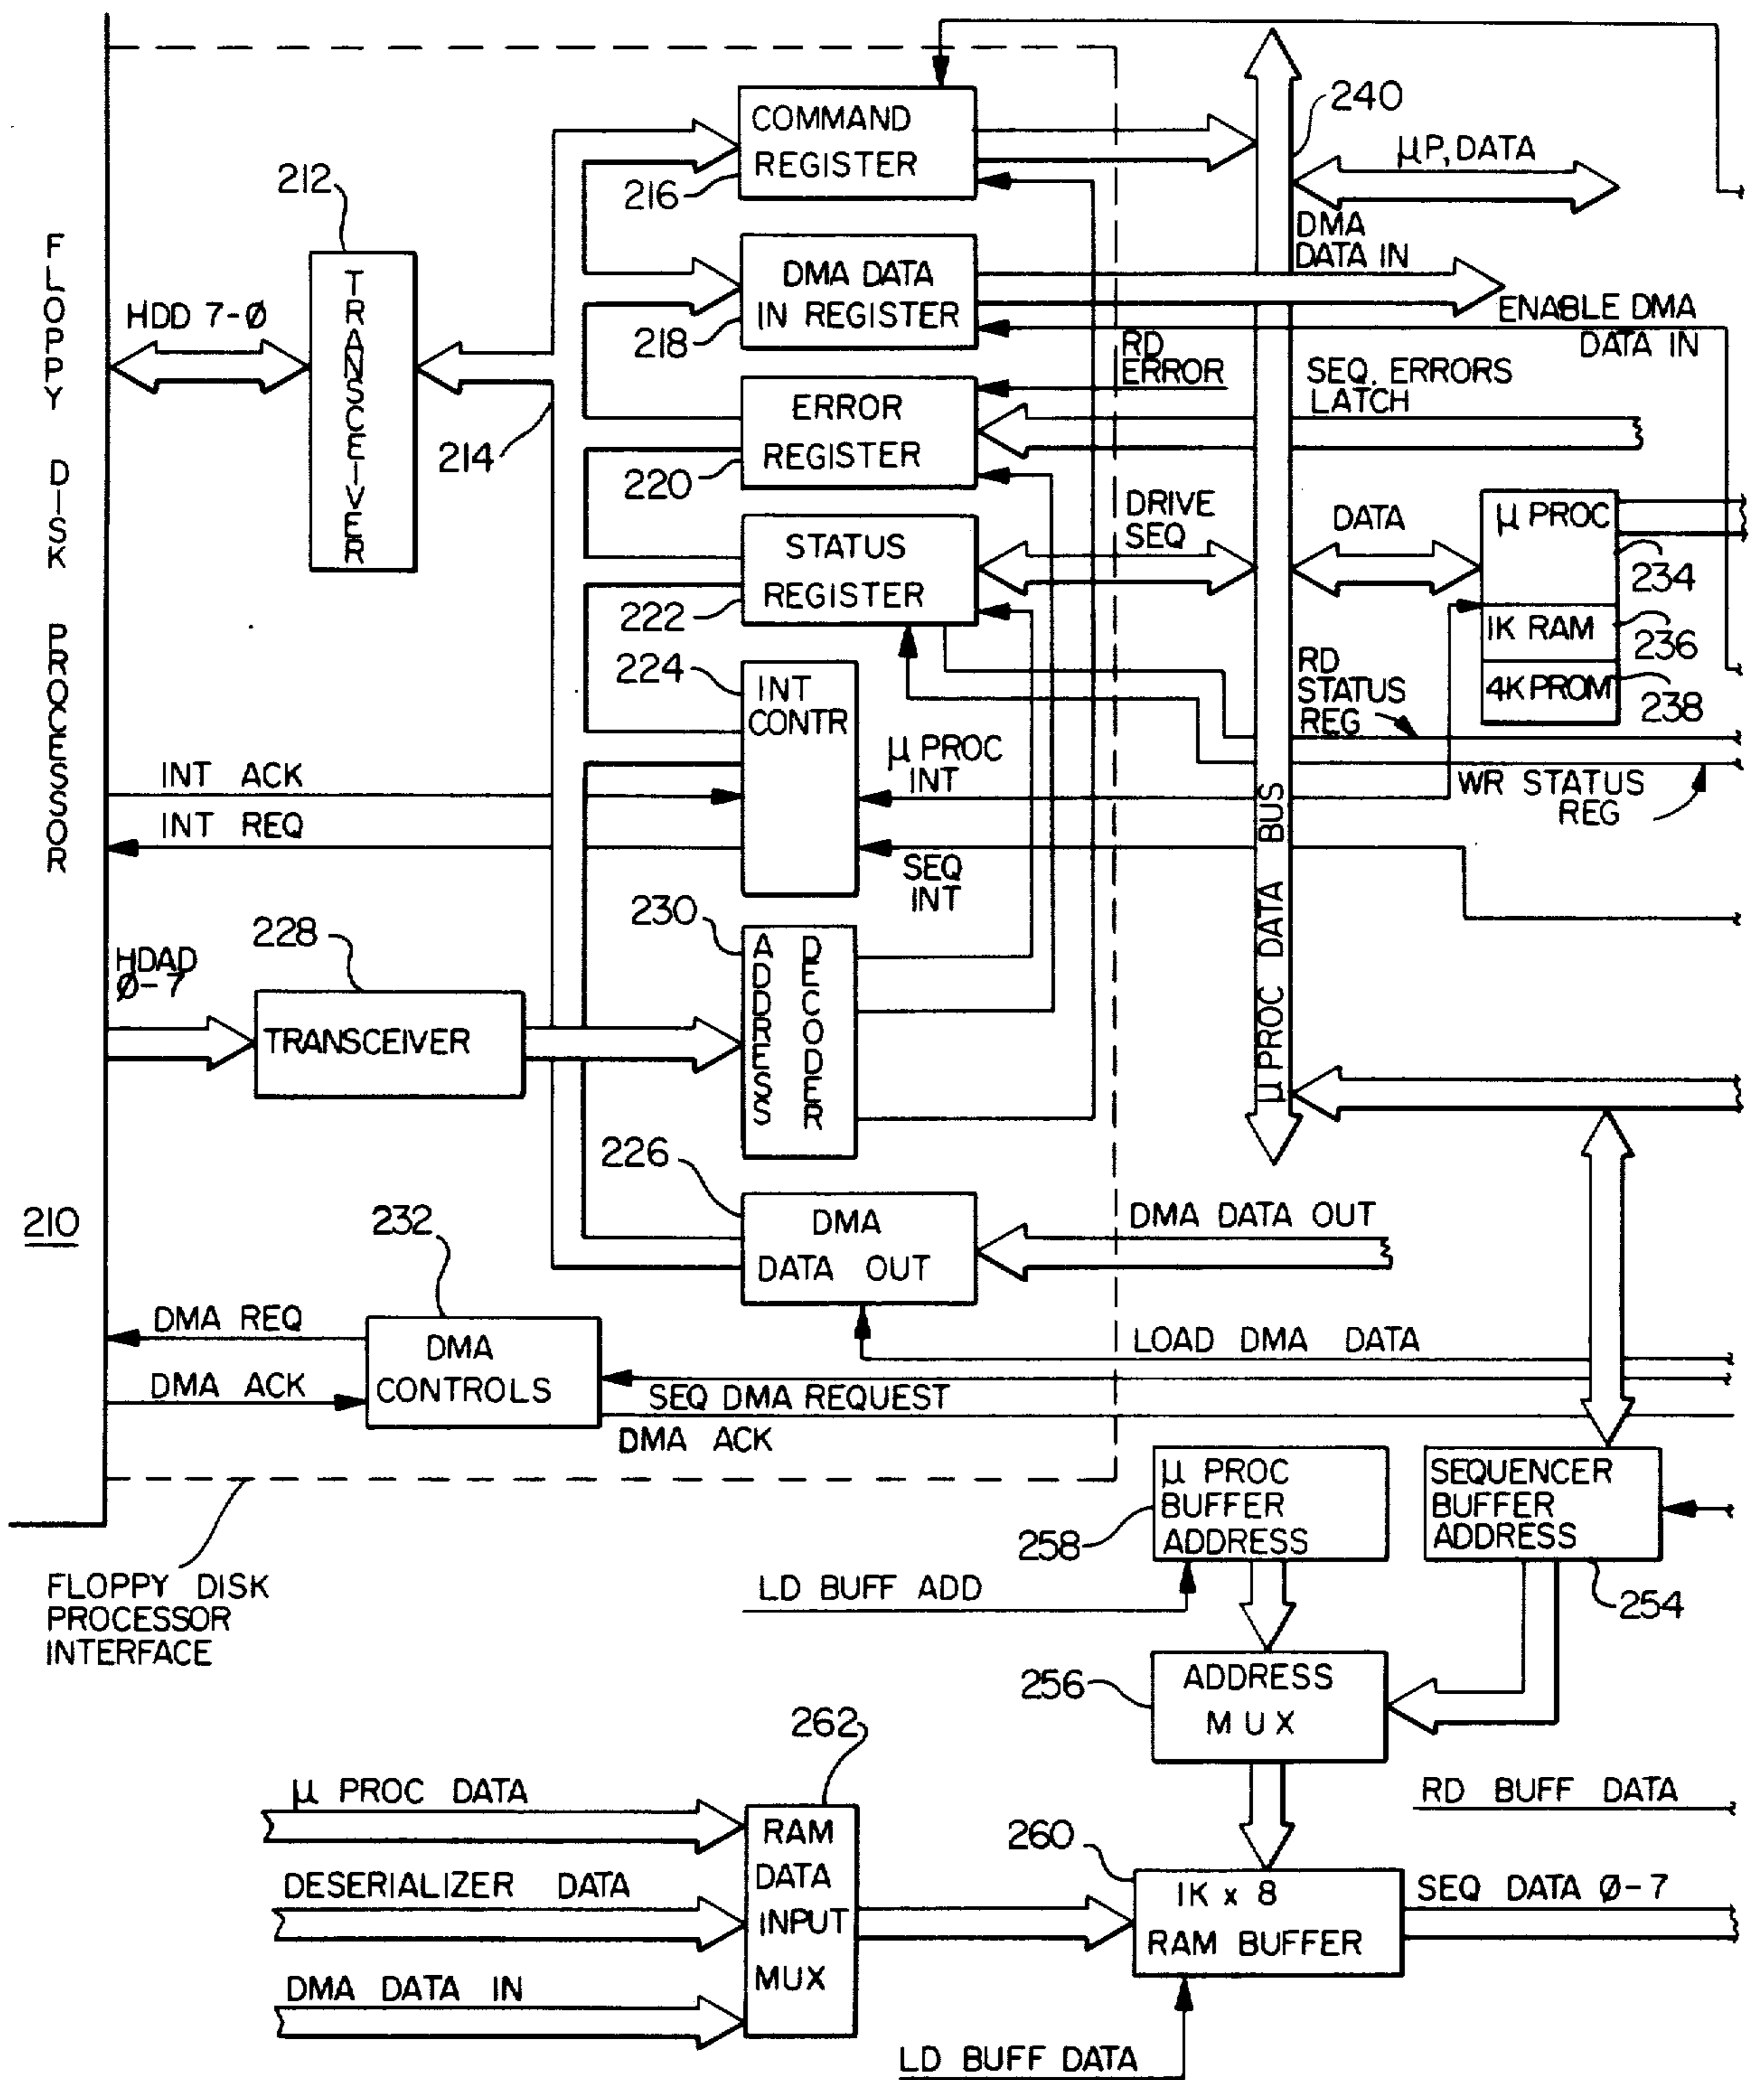 COMMAND
REGISTER
216
240
µP, DATA
212
TRANSCEIVER
FLOPPY DISK PROCESSOR
HDD 7-Ø
214
DMA DATA
IN REGISTER
218
DMA
DATA IN
ENABLE DMA
DATA IN
RD
ERROR
ERROR
REGISTER
220
SEQ. ERRORS
LATCH
STATUS
REGISTER
222
DRIVE
SEQ
DATA
µ PROC
234
1K RAM
236
4K PROM
238
224
INT
CONTR
RD
STATUS
REG
µ PROC
INT
WR STATUS
REG
INT ACK
INT REQ
SEQ
INT
µ PROC DATA BUS
230
ADDRESS
DECODER
228
HDAD
Ø-7
TRANSCEIVER
226
DMA
DATA OUT
DMA DATA OUT
210
232
DMA REQ
DMA ACK
DMA
CONTROLS
LOAD DMA DATA
SEQ DMA REQUEST
DMA ACK
µ PROC
BUFFER
ADDRESS
258
SEQUENCER
BUFFER
ADDRESS
254
LD BUFF ADD
FLOPPY DISK
PROCESSOR
INTERFACE
ADDRESS
MUX
256
262
µ PROC DATA
DESERIALIZER DATA
DMA DATA IN
RAM
DATA
INPUT
MUX
RD BUFF DATA
260
1K x 8
RAM BUFFER
SEQ DATA Ø-7
LD BUFF DATA